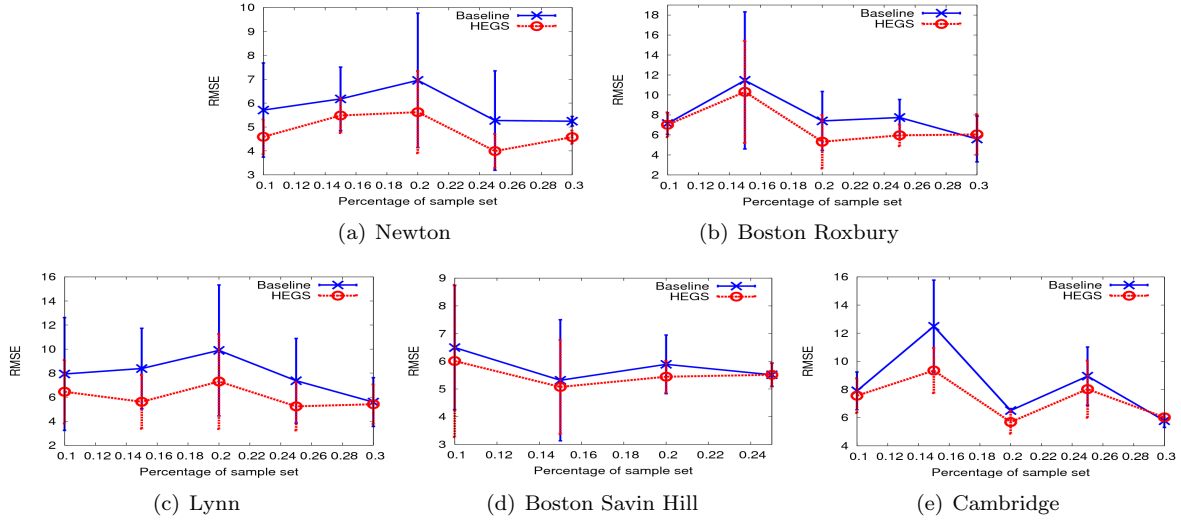 10
9
8
7
6
5
4
3
RMSE
Baseline
HEGS
0.1 0.12 0.14 0.16 0.18 0.2 0.22 0.24 0.26 0.28 0.3
Percentage of sample set
(a) Newton
18
16
14
12
10
8
6
4
2
RMSE
Baseline
HEGS
0.1 0.12 0.14 0.16 0.18 0.2 0.22 0.24 0.26 0.28 0.3
Percentage of sample set
(b) Boston Roxbury
16
14
12
10
8
6
4
2
RMSE
Baseline
HEGS
0.1 0.12 0.14 0.16 0.18 0.2 0.22 0.24 0.26 0.28 0.3
Percentage of sample set
(c) Lynn
9
8
7
6
5
4
3
RMSE
Baseline
HEGS
0.1 0.12 0.14 0.16 0.18 0.2 0.22 0.24
Percentage of sample set
(d) Boston Savin Hill
16
14
12
10
8
6
4
RMSE
Baseline
HEGS
0.1 0.12 0.14 0.16 0.18 0.2 0.22 0.24 0.26 0.28 0.3
Percentage of sample set
(e) Cambridge